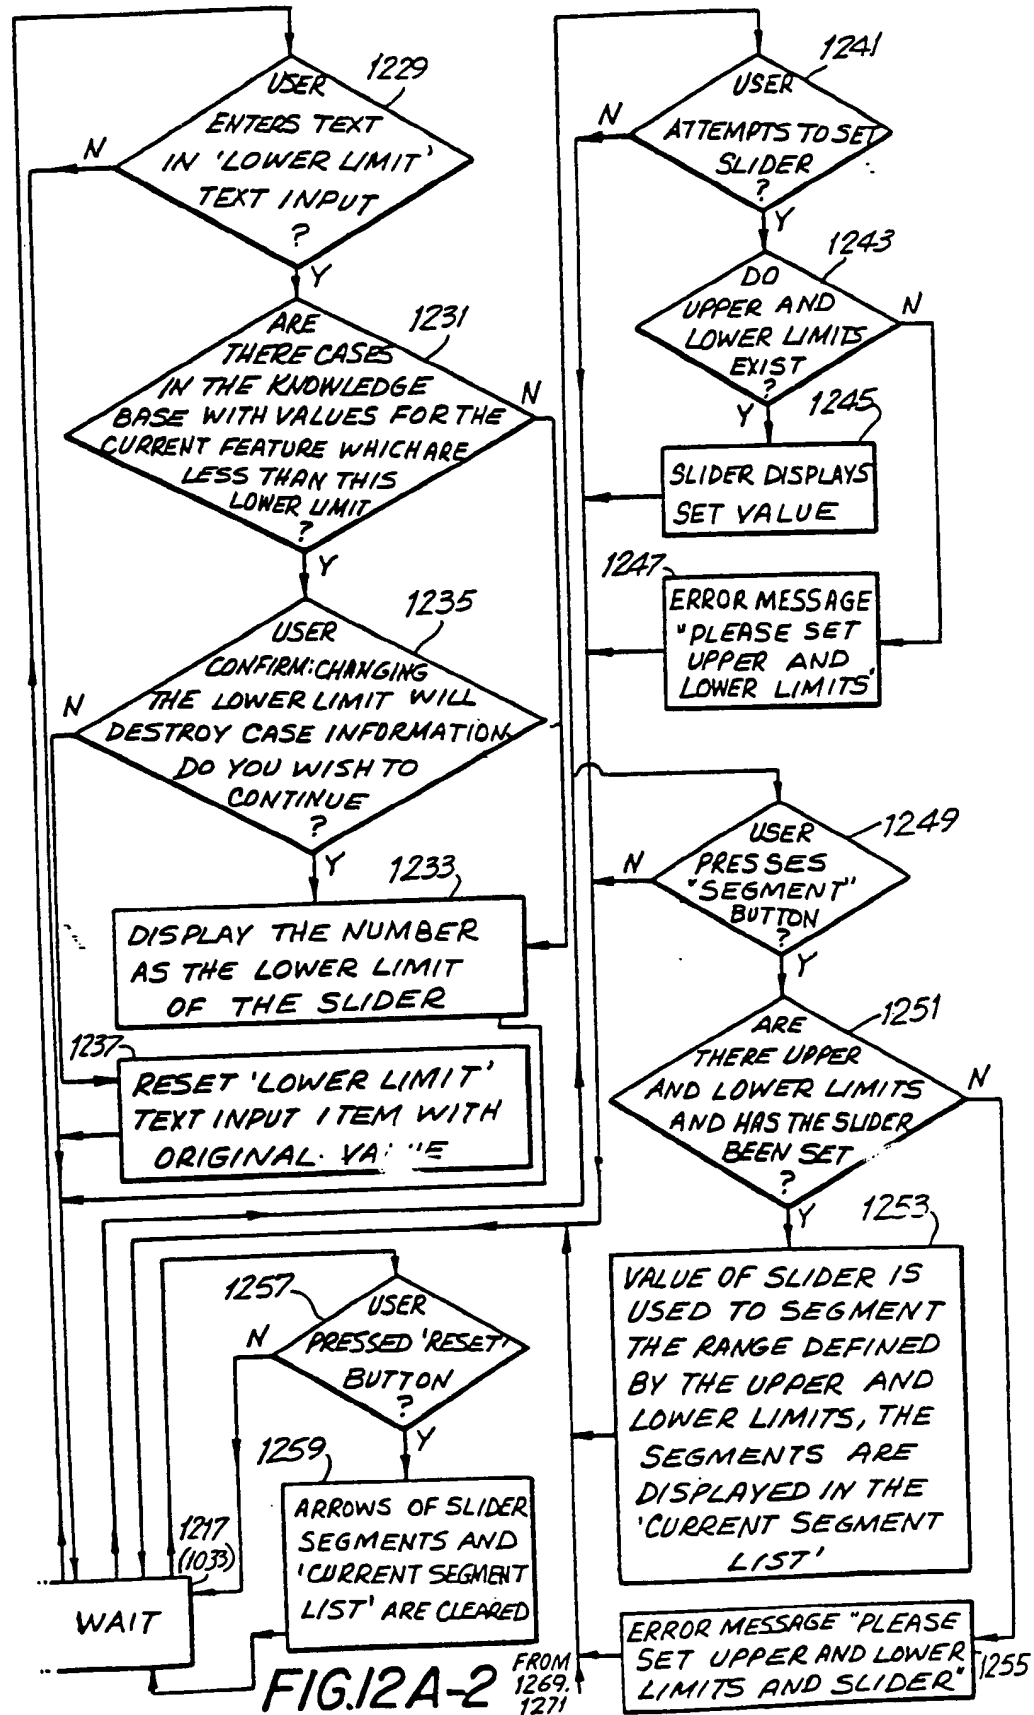 1229
USER
ENTERS TEXT
IN 'LOWER LIMIT'
TEXT INPUT
?
N
Y
1231
ARE
THERE CASES
IN THE KNOWLEDGE
BASE WITH VALUES FOR THE
CURRENT FEATURE WHICH ARE
LESS THAN THIS
LOWER LIMIT
?
N
Y
1235
USER
CONFIRM: CHANGING
THE LOWER LIMIT WILL
DESTROY CASE INFORMATION
DO YOU WISH TO
CONTINUE
?
N
Y
1233
DISPLAY THE NUMBER
AS THE LOWER LIMIT
OF THE SLIDER
1237
RESET 'LOWER LIMIT'
TEXT INPUT ITEM WITH
ORIGINAL
1257
USER
PRESSED 'RESET'
BUTTON
?
N
Y
1259
ARROWS OF SLIDER
SEGMENTS AND
'CURRENT SEGMENT
LIST' ARE CLEARED
1217
(1033)
WAIT
1241
USER
ATTEMPTS TO SET
SLIDER
?
N
Y
1243
DO
UPPER AND
LOWER LIMITS
EXIST
?
N
Y
1245
SLIDER DISPLAYS
SET VALUE
1247
ERROR MESSAGE
"PLEASE SET
UPPER AND
LOWER LIMITS'
1249
USER
PRESSES
"SEGMENT"
BUTTON
?
N
Y
1251
ARE
THERE UPPER
AND LOWER LIMITS
AND HAS THE SLIDER
BEEN SET
?
N
Y
1253
VALUE OF SLIDER IS
USED TO SEGMENT
THE RANGE DEFINED
BY THE UPPER AND
LOWER LIMITS, THE
SEGMENTS ARE
DISPLAYED IN THE
'CURRENT SEGMENT
LIST'
ERROR MESSAGE "PLEASE
SET UPPER AND LOWER
LIMITS AND SLIDER"
1255
FROM
1269,
1271
FIG.12A-2